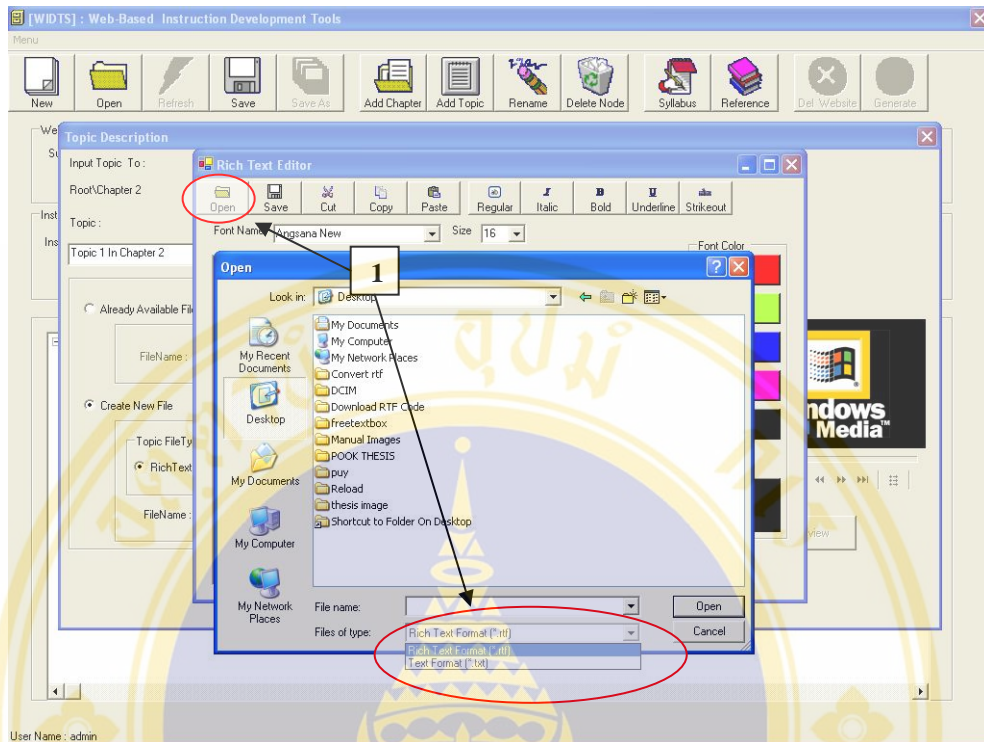 [WIDTS] : Web-Based Instruction Development Tools
Menu
New Open Refresh Save Save As Add Chapter Add Topic Rename Delete Node Syllabus Reference Del Website Generate
Topic Description
Input Topic To :
Root\Chapter 2
Topic :
Topic 1 In Chapter 2
Already Available
FileName :
Create New File
RichText
FileName :
Rich Text Editor
Open Save Cut Copy Paste Regular Italic Bold Underline Strikeout
Font Name Angsana New Size 16
Font Color
1
Open
Look in: Desktop
My Recent Documents
Desktop
My Documents
My Computer
My Network Places
My Documents
My Computer
My Network Places
Convert rtf
DCIM
Download RTF Code
freetextbox
Manual Images
POOK THESIS
puy
Reload
thesis image
Shortcut to Folder On Desktop
File name: Open
Files of type: Rich Text Format (*.rtf) Cancel
Rich Text Format (*.rtf)
Text Format (*.txt)
Media™
User Name : admin